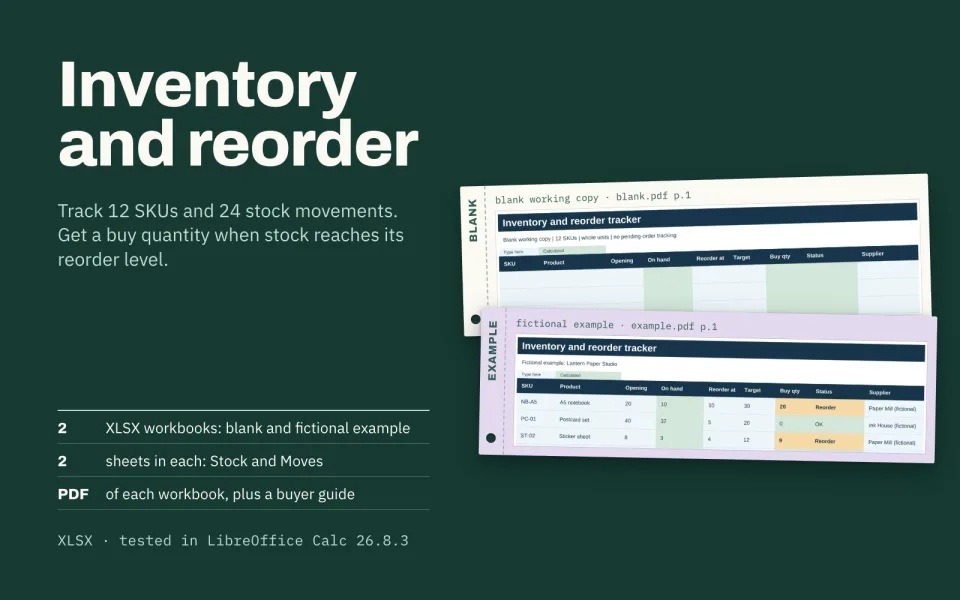 Inventory
and reorder
Track 12 SKUs and 24 stock movements.
Get a buy quantity when stock reaches its
reorder level.
2 XLSX workbooks: blank and fictional example
2 sheets in each: Stock and Moves
PDF of each workbook, plus a buyer guide
XLSX · tested in LibreOffice Calc 26.8.3
BLANK
blank working copy · blank.pdf p.1
Inventory and reorder tracker
Blank working copy | 12 SKUs | whole units | no pending-order tracking
Type here Calculated
SKU Product Opening On hand Reorder at Target Buy qty Status Supplier
EXAMPLE
fictional example · example.pdf p.1
Inventory and reorder tracker
Fictional example: Lantern Paper Studio
Type here Calculated
SKU Product Opening On hand Reorder at Target Buy qty Status Supplier
NB-A5 A5 notebook 20 10 10 30 20 Reorder Paper Mill (fictional)
PC-01 Postcard set 40 37 5 20 0 OK Ink House (fictional)
ST-02 Sticker sheet 8 3 4 12 9 Reorder Paper Mill (fictional)